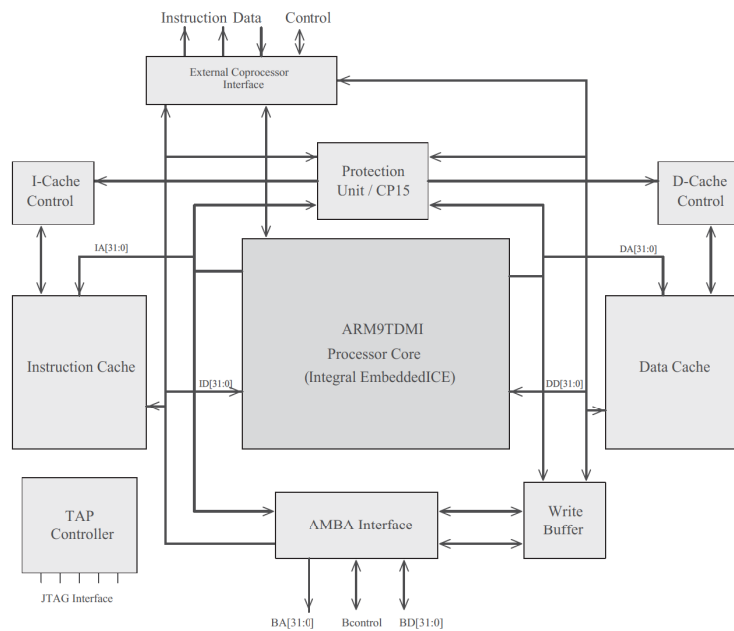 Instruction Data Control
External Coprocessor
Interface
I-Cache
Control
Protection
Unit / CP15
D-Cache
Control
IA[31:0]
DA[31:0]
ARM9TDMI
Processor Core
(Integral EmbeddedICE)
Instruction Cache
ID[31:0]
DD[31:0]
Data Cache
TAP
Controller
AMBA Interface
Write
Buffer
JTAG Interface
BA[31:0]
Bcontrol
BD[31:0]